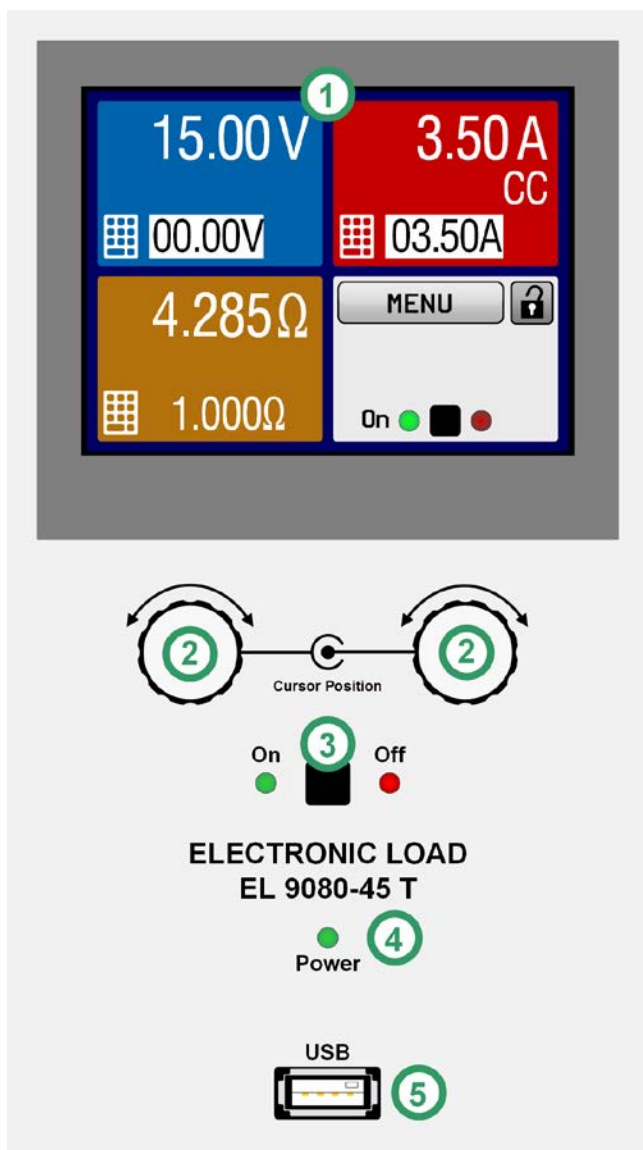 1
15.00 V 3.50 A
CC
00.00V 03.50A
4.285Ω MENU
1.000Ω On
2 2
Cursor Position
3
On Off
ELECTRONIC LOAD
EL 9080-45 T
4
Power
USB
5